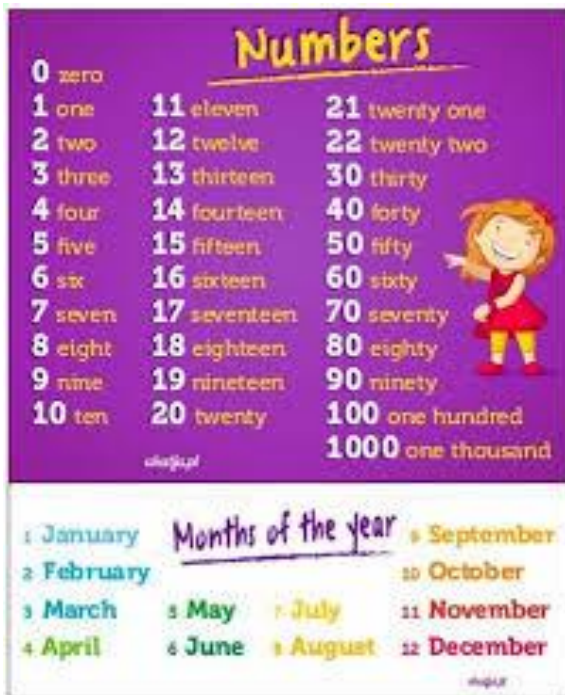 Numbers
0 zero
1 one
2 two
3 three
4 four
5 five
6 six
7 seven
8 eight
9 nine
10 ten
11 eleven
12 twelve
13 thirteen
14 fourteen
15 fifteen
16 sixteen
17 seventeen
18 eighteen
19 nineteen
20 twenty
21 twenty one
22 twenty two
30 thirty
40 forty
50 fifty
60 sixty
70 seventy
80 eighty
90 ninety
100 one hundred
1000 one thousand
Months of the year
1 January
2 February
3 March
4 April
5 May
6 June
7 July
8 August
9 September
10 October
11 November
12 December